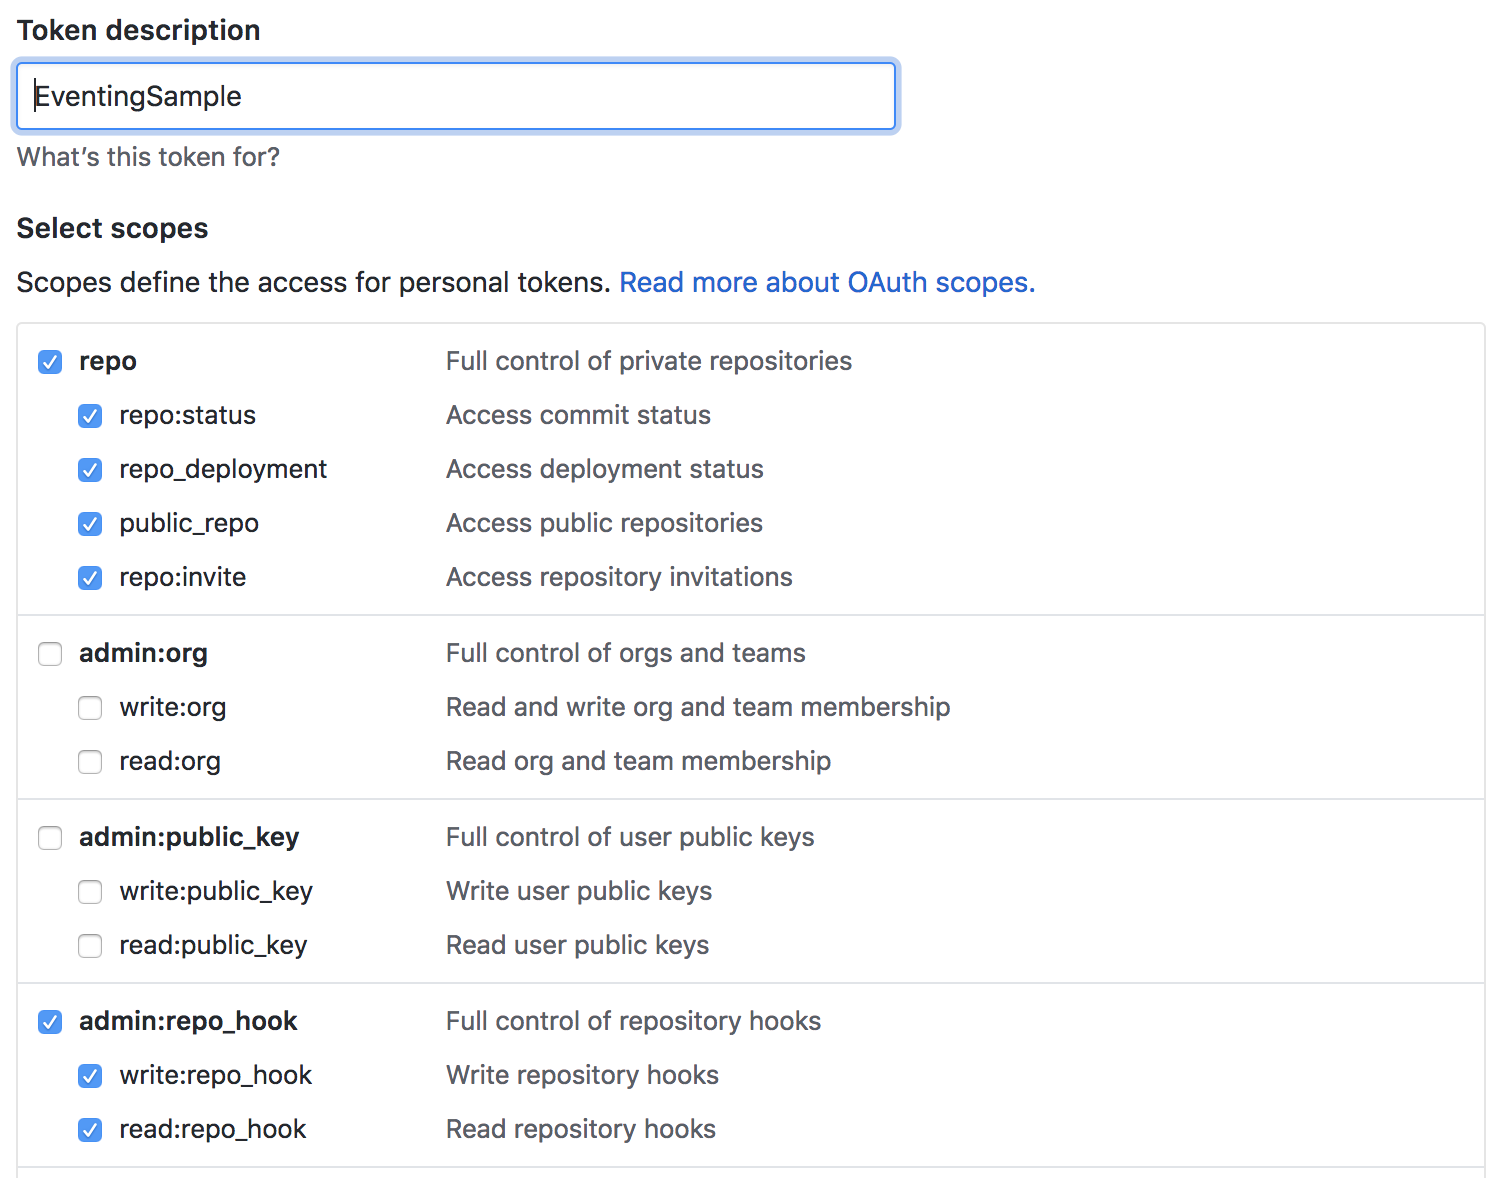 Token description
EventingSample
What’s this token for?
Select scopes
Scopes define the access for personal tokens. Read more about OAuth scopes.
repo Full control of private repositories
repo:status Access commit status
repo_deployment Access deployment status
public_repo Access public repositories
repo:invite Access repository invitations
admin:org Full control of orgs and teams
write:org Read and write org and team membership
read:org Read org and team membership
admin:public_key Full control of user public keys
write:public_key Write user public keys
read:public_key Read user public keys
admin:repo_hook Full control of repository hooks
write:repo_hook Write repository hooks
read:repo_hook Read repository hooks